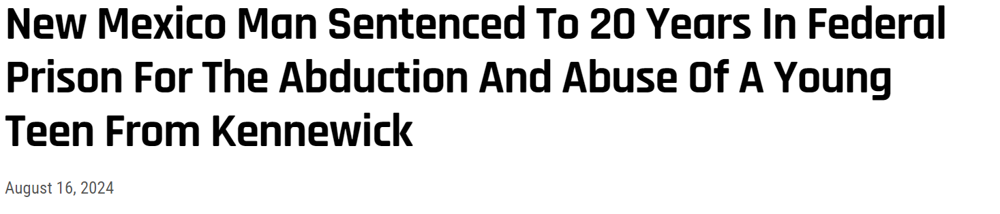 New Mexico Man Sentenced To 20 Years In Federal
Prison For The Abduction And Abuse Of A Young
Teen From Kennewick
August 16, 2024